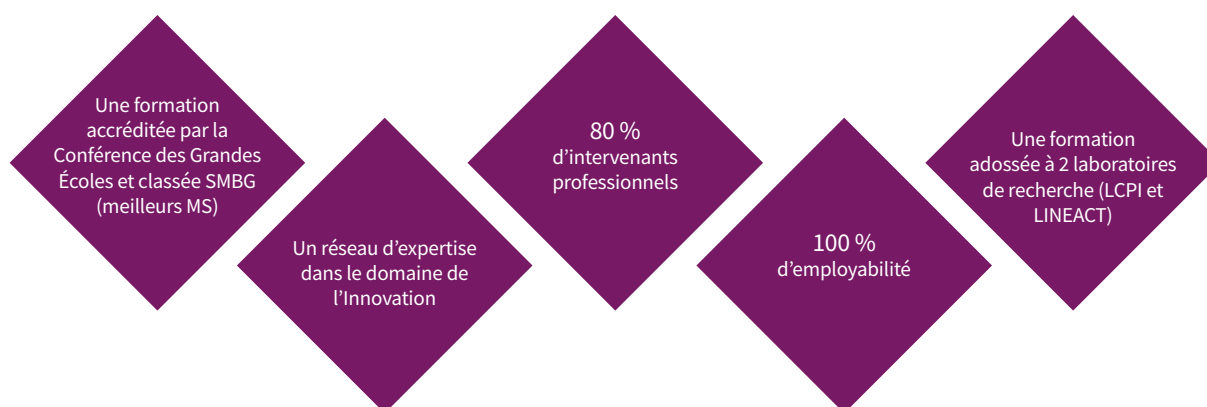 Une formation
accréditée par la
Conférence des Grandes
Écoles et classée SMBG
(meilleurs MS)
Un réseau d’expertise
dans le domaine de
l’Innovation
80 %
d’intervenants
professionnels
100 %
d’employabilité
Une formation
adossée à 2 laboratoires
de recherche (LCPI et
LINEACT)